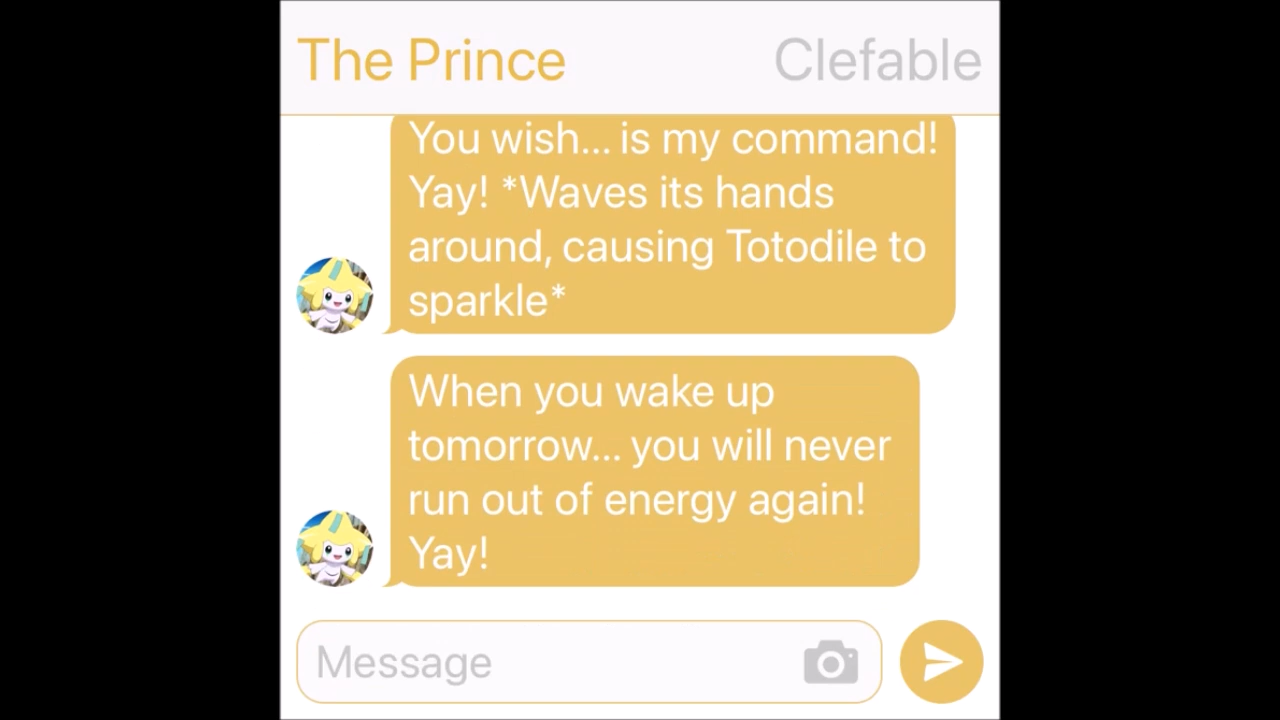 The Prince
Clefable
You wish... is my command!
Yay! *Waves its hands
around, causing Totodile to
sparkle*
When you wake up
tomorrow... you will never
run out of energy again!
Yay!
Message